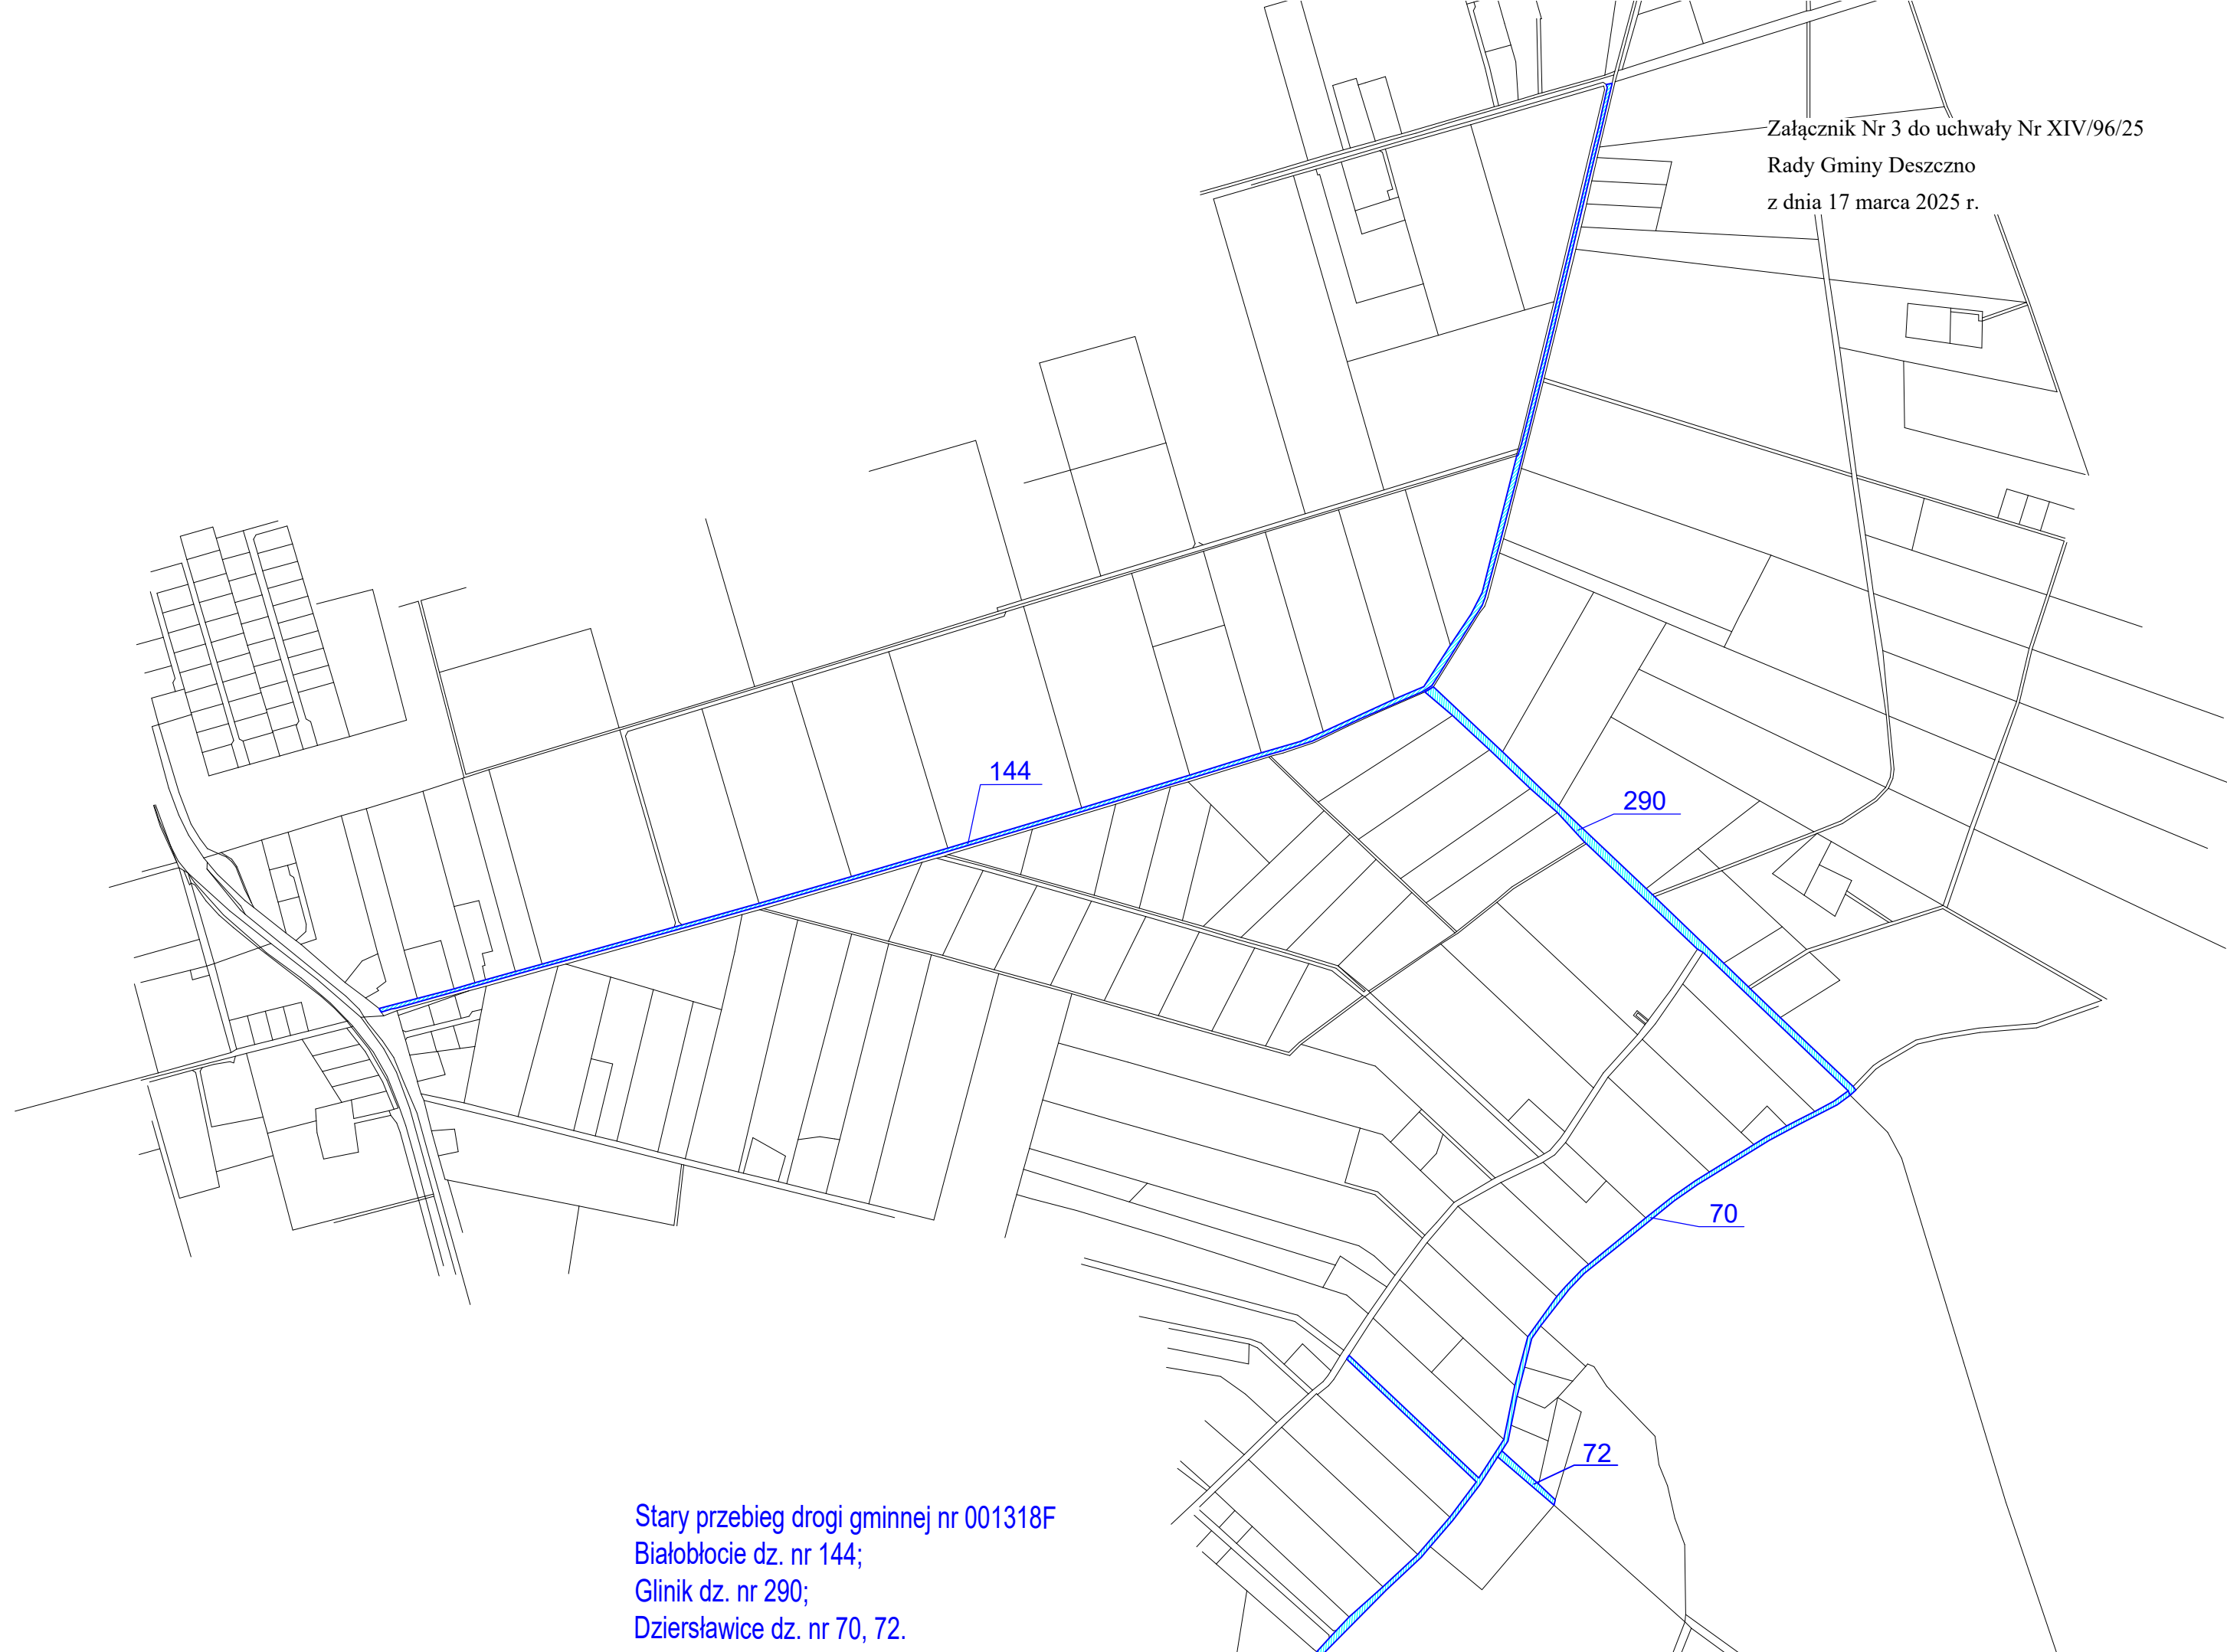 Załącznik Nr 3 do uchwały Nr XIV/96/25
Rady Gminy Deszczno
z dnia 17 marca 2025 r.
144
290
70
72
Stary przebieg drogi gminnej nr 001318F
Białobłocie dz. nr 144;
Glinik dz. nr 290;
Dziersławice dz. nr 70, 72.